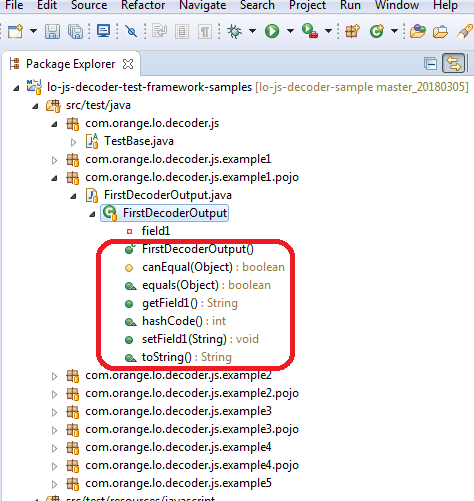 File Edit Source Refactor Navigate Search Project Run Window Help
Package Explorer
lo-js-decoder-test-framework-samples [lo-js-decoder-sample master_20180305]
src/test/java
com.orange.lo.decoder.js
TestBase.java
com.orange.lo.decoder.js.example1
com.orange.lo.decoder.js.example1.pojo
FirstDecoderOutput.java
FirstDecoderOutput
field1
FirstDecoderOutput()
canEqual(Object) : boolean
equals(Object) : boolean
getField1() : String
hashCode() : int
setField1(String) : void
toString() : String
com.orange.lo.decoder.js.example2
com.orange.lo.decoder.js.example2.pojo
com.orange.lo.decoder.js.example3
com.orange.lo.decoder.js.example3.pojo
com.orange.lo.decoder.js.example4
com.orange.lo.decoder.js.example4.pojo
com.orange.lo.decoder.js.example5
src/test/resources/javascript